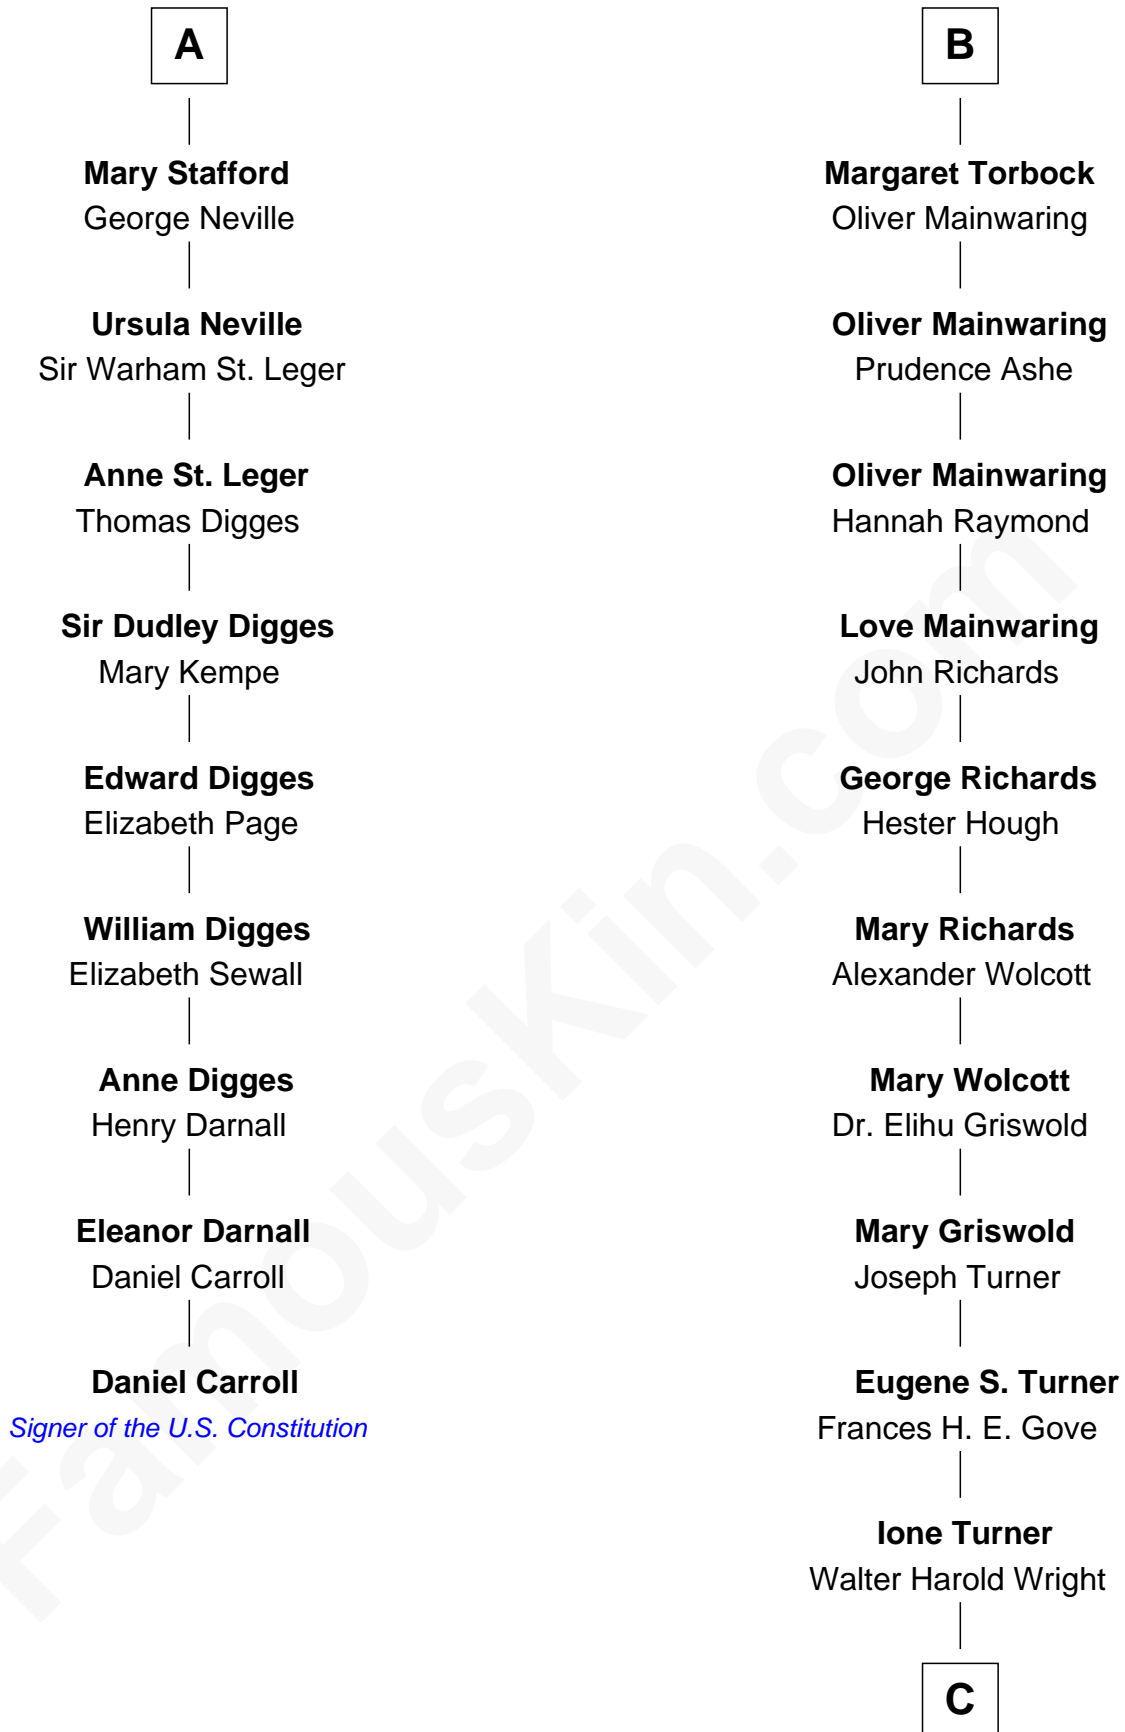 A
Mary Stafford
George Neville
Ursula Neville
Sir Warham St. Leger
Anne St. Leger
Thomas Digges
Sir Dudley Digges
Mary Kempe
Edward Digges
Elizabeth Page
William Digges
Elizabeth Sewall
Anne Digges
Henry Darnall
Eleanor Darnall
Daniel Carroll
Daniel Carroll
Signer of the U.S. Constitution
B
Margaret Torbock
Oliver Mainwaring
Oliver Mainwaring
Prudence Ashe
Oliver Mainwaring
Hannah Raymond
Love Mainwaring
John Richards
George Richards
Hester Hough
Mary Richards
Alexander Wolcott
Mary Wolcott
Dr. Elihu Griswold
Mary Griswold
Joseph Turner
Eugene S. Turner
Frances H. E. Gove
Ione Turner
Walter Harold Wright
C
FamousKin.com